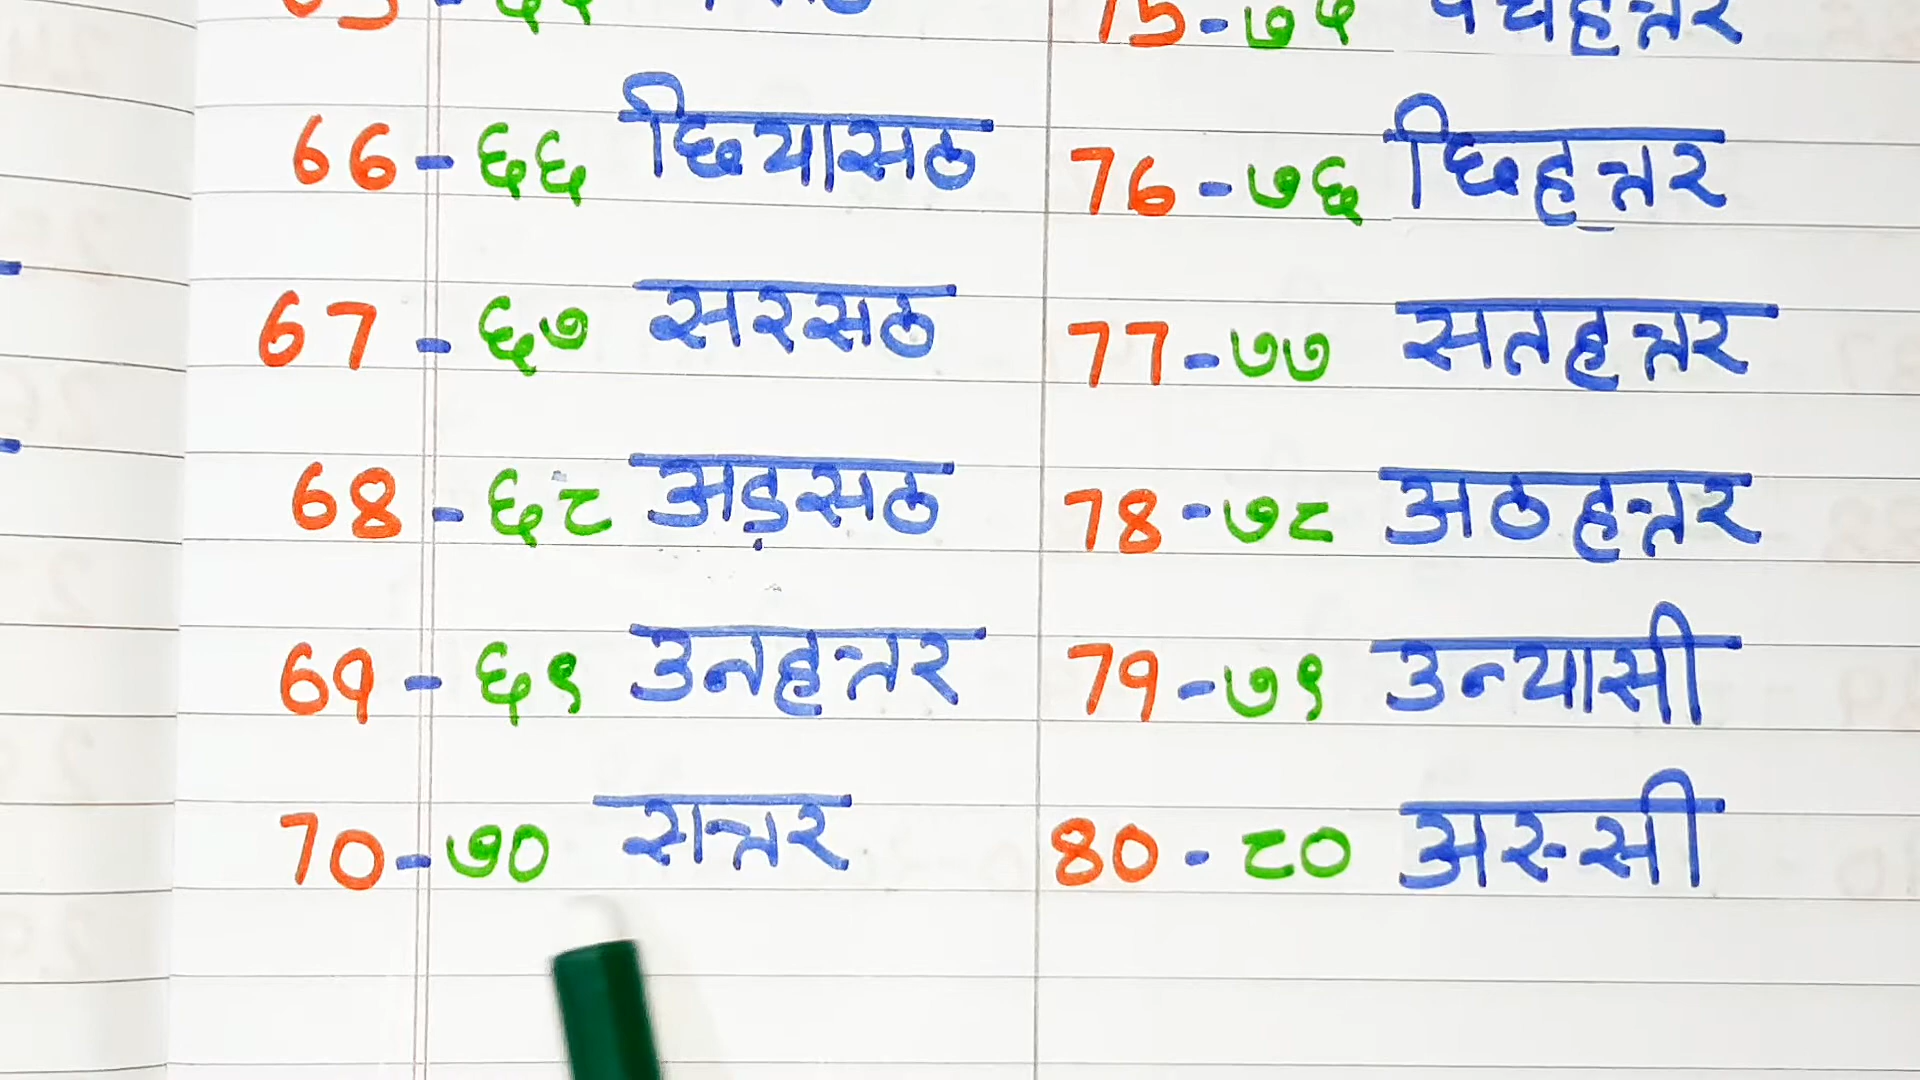 66 - ६६ छियासठ
67 - ६७ सरसठ
68 - ६८ अड़सठ
69 - ६९ उनहत्तर
70 - ७० सत्तर
75 - ७५ पचहत्तर
76 - ७६ छिहत्तर
77 - ७७ सतहत्तर
78 - ७८ अठहत्तर
79 - ७९ उन्यासी
80 - ८० अस्सी